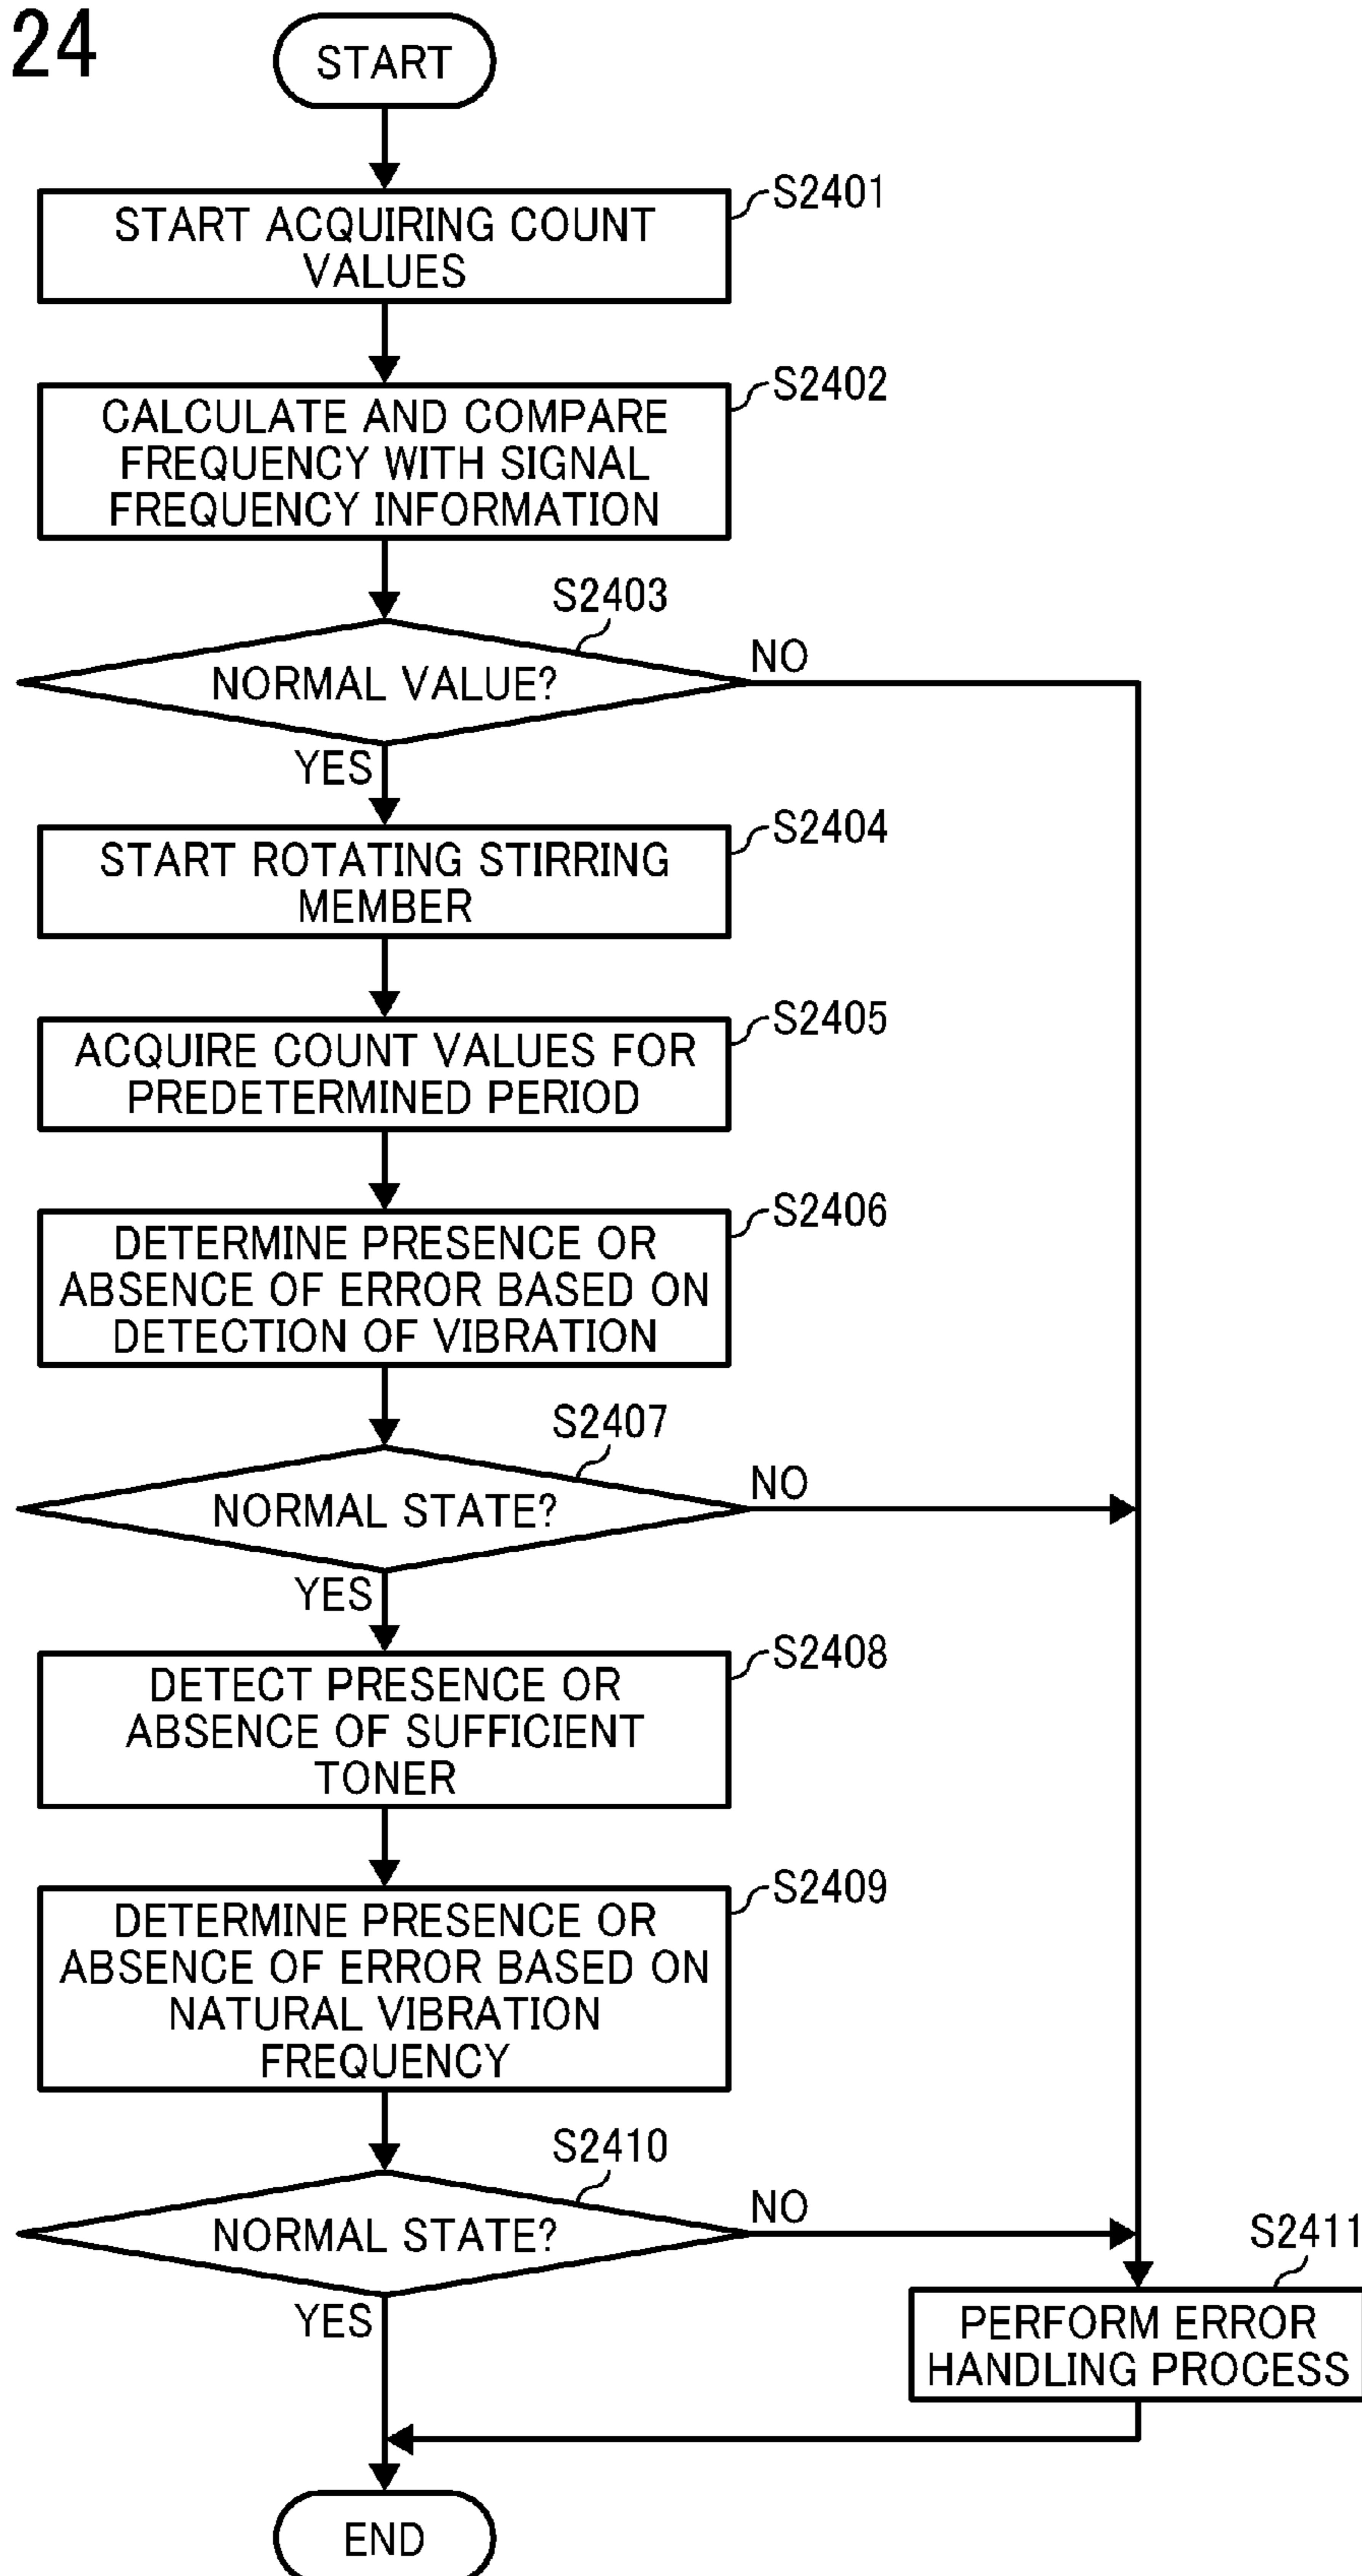 24
START
S2401
START ACQUIRING COUNT
VALUES
S2402
CALCULATE AND COMPARE
FREQUENCY WITH SIGNAL
FREQUENCY INFORMATION
S2403
NORMAL VALUE?
NO
YES
S2404
START ROTATING STIRRING
MEMBER
S2405
ACQUIRE COUNT VALUES FOR
PREDETERMINED PERIOD
S2406
DETERMINE PRESENCE OR
ABSENCE OF ERROR BASED ON
DETECTION OF VIBRATION
S2407
NORMAL STATE?
NO
YES
S2408
DETECT PRESENCE OR
ABSENCE OF SUFFICIENT
TONER
S2409
DETERMINE PRESENCE OR
ABSENCE OF ERROR BASED ON
NATURAL VIBRATION
FREQUENCY
S2410
NORMAL STATE?
NO
YES
S2411
PERFORM ERROR
HANDLING PROCESS
END